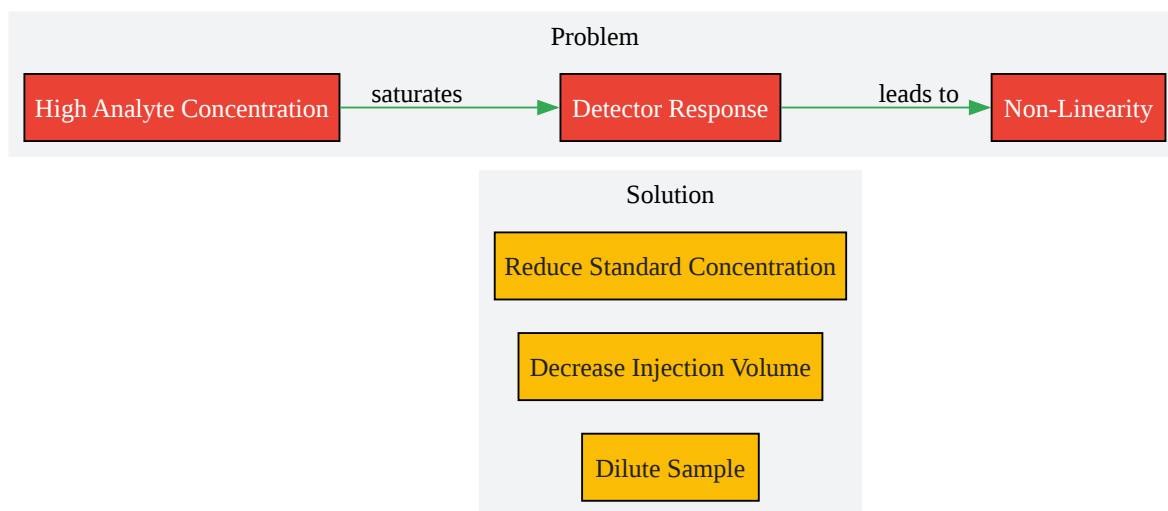 Problem
High Analyte Concentration
saturates
Detector Response
leads to
Non-Linearity
Solution
Reduce Standard Concentration
Decrease Injection Volume
Dilute Sample